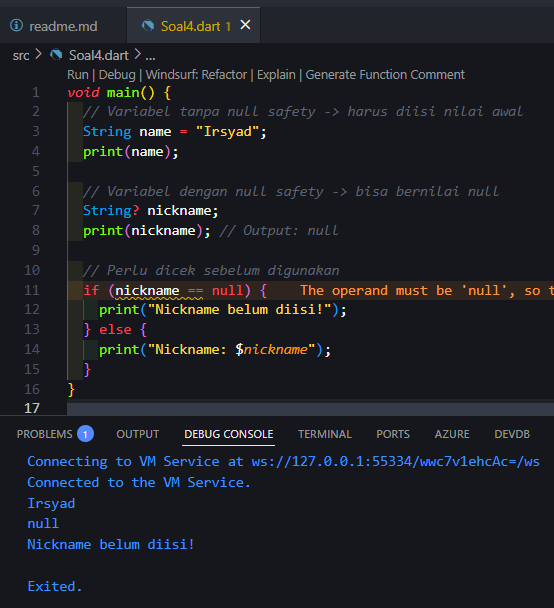 readme.md Soal4.dart 1
src > Soal4.dart > ...
Run | Debug | Windsurf: Refactor | Explain | Generate Function Comment
1 void main() {
2 // Variabel tanpa null safety -> harus diisi nilai awal
3 String name = "Irsyad";
4 print(name);
5
6 // Variabel dengan null safety -> bisa bernilai null
7 String? nickname;
8 print(nickname); // Output: null
9
10 // Perlu dicek sebelum digunakan
11 if (nickname == null) { The operand must be 'null', so t
12 print("Nickname belum diisi!");
13 } else {
14 print("Nickname: $nickname");
15 }
16 }
17
PROBLEMS 1 OUTPUT DEBUG CONSOLE TERMINAL PORTS AZURE DEVDB
Connecting to VM Service at ws://127.0.0.1:55334/wwc7v1ehcAc=/ws
Connected to the VM Service.
Irsyad
null
Nickname belum diisi!
Exited.